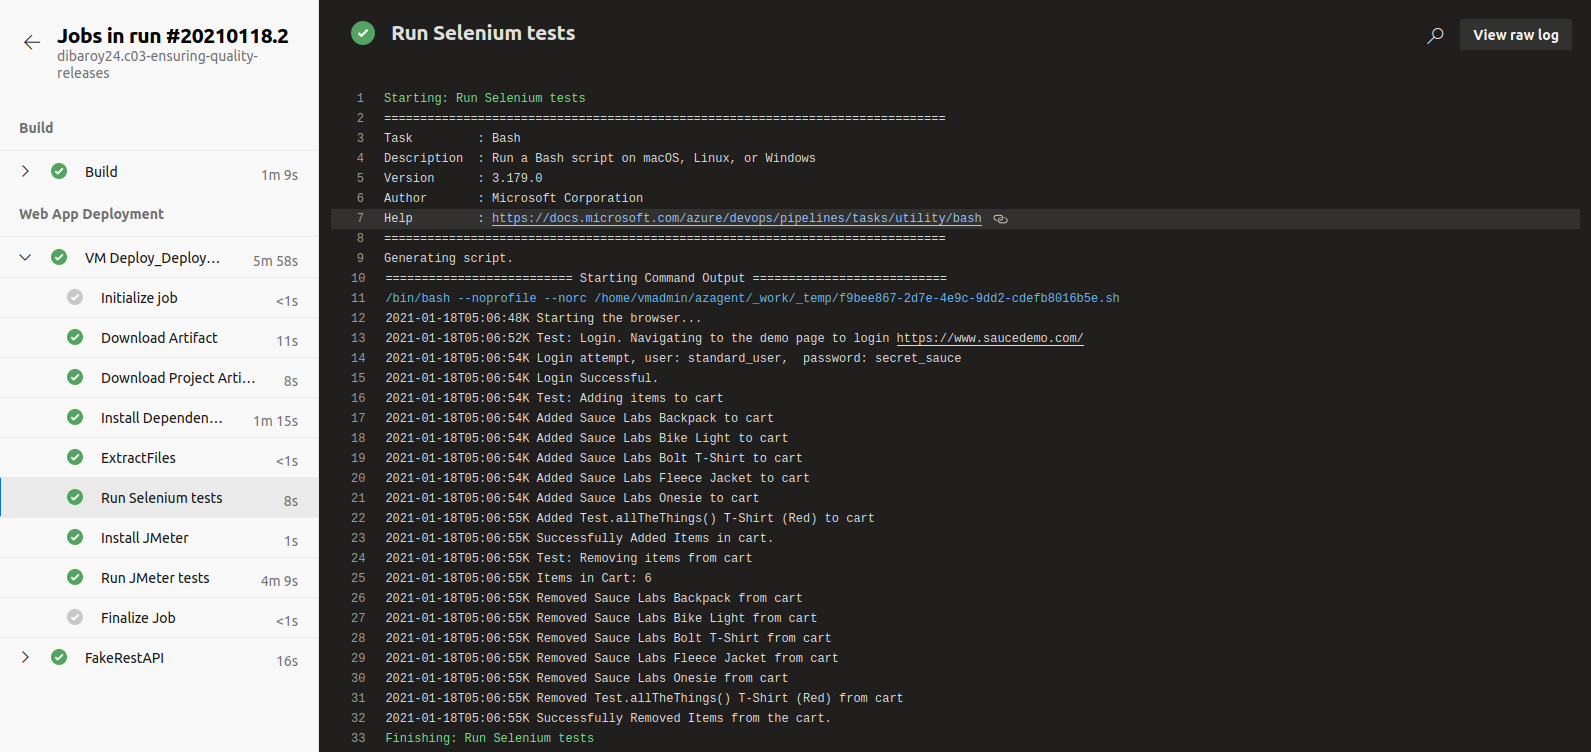 Jobs in run #20210118.2
dibaroy24.c03-ensuring-quality-
releases
Build
Build 1m 9s
Web App Deployment
VM Deploy_Deploy... 5m 58s
Initialize job <1s
Download Artifact 11s
Download Project Arti... 8s
Install Dependen... 1m 15s
ExtractFiles <1s
Run Selenium tests 8s
Install JMeter 1s
Run JMeter tests 4m 9s
Finalize Job <1s
FakeRestAPI 16s
Run Selenium tests
View raw log
1 Starting: Run Selenium tests
2 ==============================================================================
3 Task         : Bash
4 Description  : Run a Bash script on macOS, Linux, or Windows
5 Version      : 3.179.0
6 Author       : Microsoft Corporation
7 Help         : https://docs.microsoft.com/azure/devops/pipelines/tasks/utility/bash
8 ==============================================================================
9 Generating script.
10 ========================== Starting Command Output ===========================
11 /bin/bash --noprofile --norc /home/vmadmin/azagent/_work/_temp/f9bee867-2d7e-4e9c-9dd2-cdefb8016b5e.sh
12 2021-01-18T05:06:48K Starting the browser...
13 2021-01-18T05:06:52K Test: Login. Navigating to the demo page to login https://www.saucedemo.com/
14 2021-01-18T05:06:54K Login attempt, user: standard_user,  password: secret_sauce
15 2021-01-18T05:06:54K Login Successful.
16 2021-01-18T05:06:54K Test: Adding items to cart
17 2021-01-18T05:06:54K Added Sauce Labs Backpack to cart
18 2021-01-18T05:06:54K Added Sauce Labs Bike Light to cart
19 2021-01-18T05:06:54K Added Sauce Labs Bolt T-Shirt to cart
20 2021-01-18T05:06:54K Added Sauce Labs Fleece Jacket to cart
21 2021-01-18T05:06:54K Added Sauce Labs Onesie to cart
22 2021-01-18T05:06:55K Added Test.allTheThings() T-Shirt (Red) to cart
23 2021-01-18T05:06:55K Successfully Added Items in cart.
24 2021-01-18T05:06:55K Test: Removing items from cart
25 2021-01-18T05:06:55K Items in Cart: 6
26 2021-01-18T05:06:55K Removed Sauce Labs Backpack from cart
27 2021-01-18T05:06:55K Removed Sauce Labs Bike Light from cart
28 2021-01-18T05:06:55K Removed Sauce Labs Bolt T-Shirt from cart
29 2021-01-18T05:06:55K Removed Sauce Labs Fleece Jacket from cart
30 2021-01-18T05:06:55K Removed Sauce Labs Onesie from cart
31 2021-01-18T05:06:55K Removed Test.allTheThings() T-Shirt (Red) from cart
32 2021-01-18T05:06:55K Successfully Removed Items from the cart.
33 Finishing: Run Selenium tests